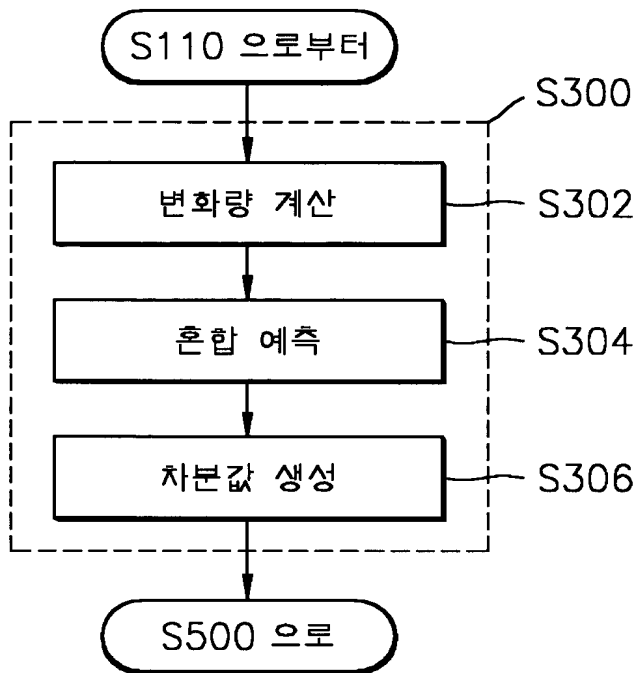 S110 으로부터
S300
변화량 계산
S302
혼합 예측
S304
차분값 생성
S306
S500 으로